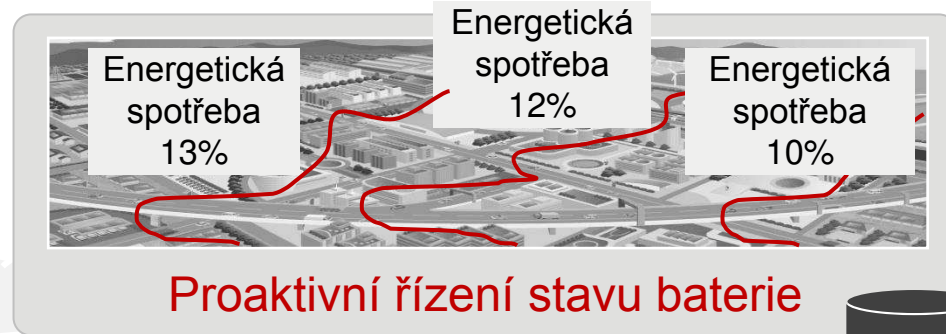 Energetická
spotřeba
13%
Energetická
spotřeba
12%
Energetická
spotřeba
10%
Proaktivní řízení stavu baterie